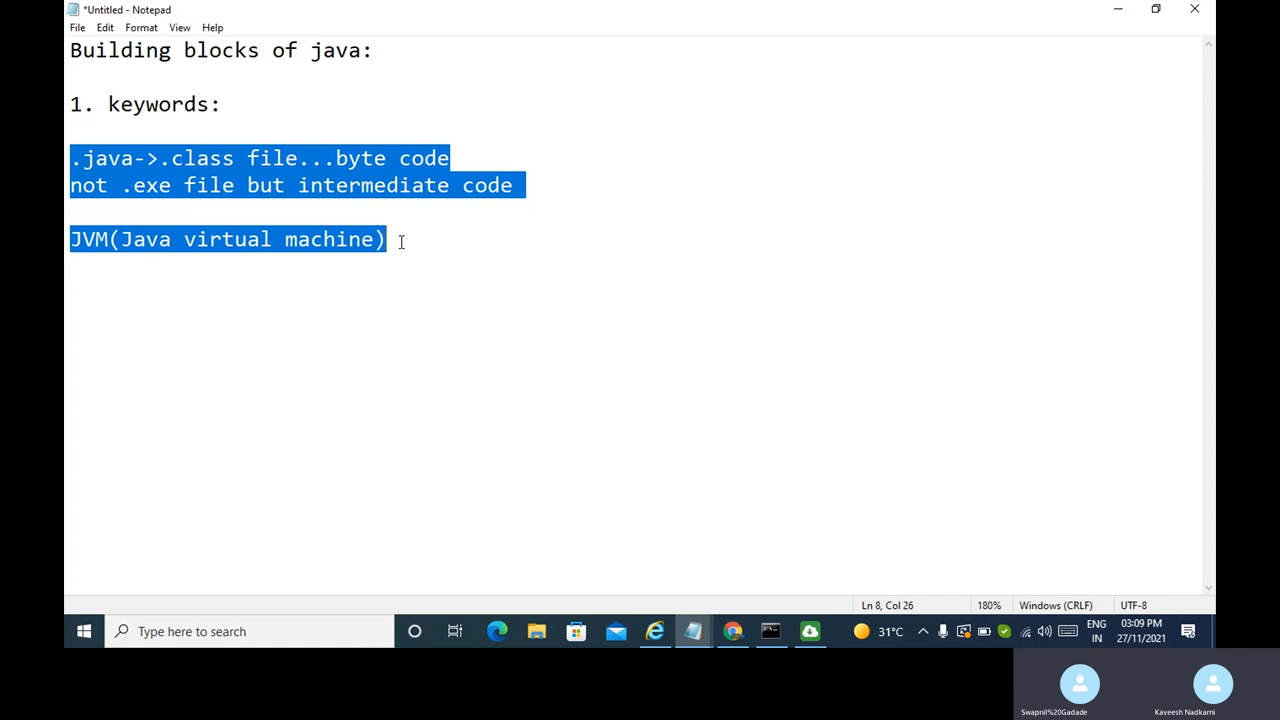 *Untitled - Notepad
File Edit Format View Help
Building blocks of java:
1. keywords:
.java->.class file...byte code
not .exe file but intermediate code
JVM(Java virtual machine)
Ln 8, Col 26 180% Windows (CRLF) UTF-8
Type here to search
31°C
ENG
IN
03:09 PM
27/11/2021
Swapnil%20Gadade Kaveesh Nadkarni